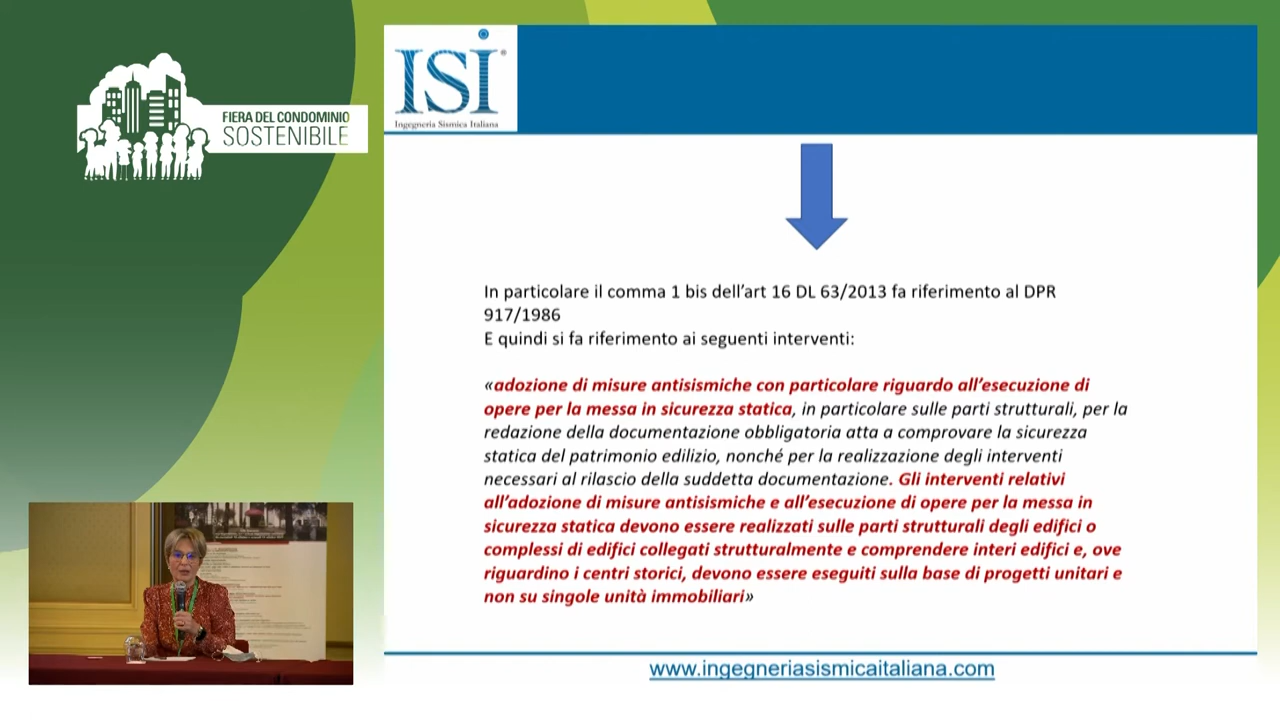 FIERA DEL CONDOMINIO
SOSTENIBILE
ISI
®
Ingegneria Sismica Italiana
In particolare il comma 1 bis dell’art 16 DL 63/2013 fa riferimento al DPR
917/1986
E quindi si fa riferimento ai seguenti interventi:
«adozione di misure antisismiche con particolare riguardo all’esecuzione di
opere per la messa in sicurezza statica, in particolare sulle parti strutturali, per la
redazione della documentazione obbligatoria atta a comprovare la sicurezza
statica del patrimonio edilizio, nonché per la realizzazione degli interventi
necessari al rilascio della suddetta documentazione. Gli interventi relativi
all’adozione di misure antisismiche e all’esecuzione di opere per la messa in
sicurezza statica devono essere realizzati sulle parti strutturali degli edifici o
complessi di edifici collegati strutturalmente e comprendere interi edifici e, ove
riguardino i centri storici, devono essere eseguiti sulla base di progetti unitari e
non su singole unità immobiliari»
www.ingegneriasismicaitaliana.com